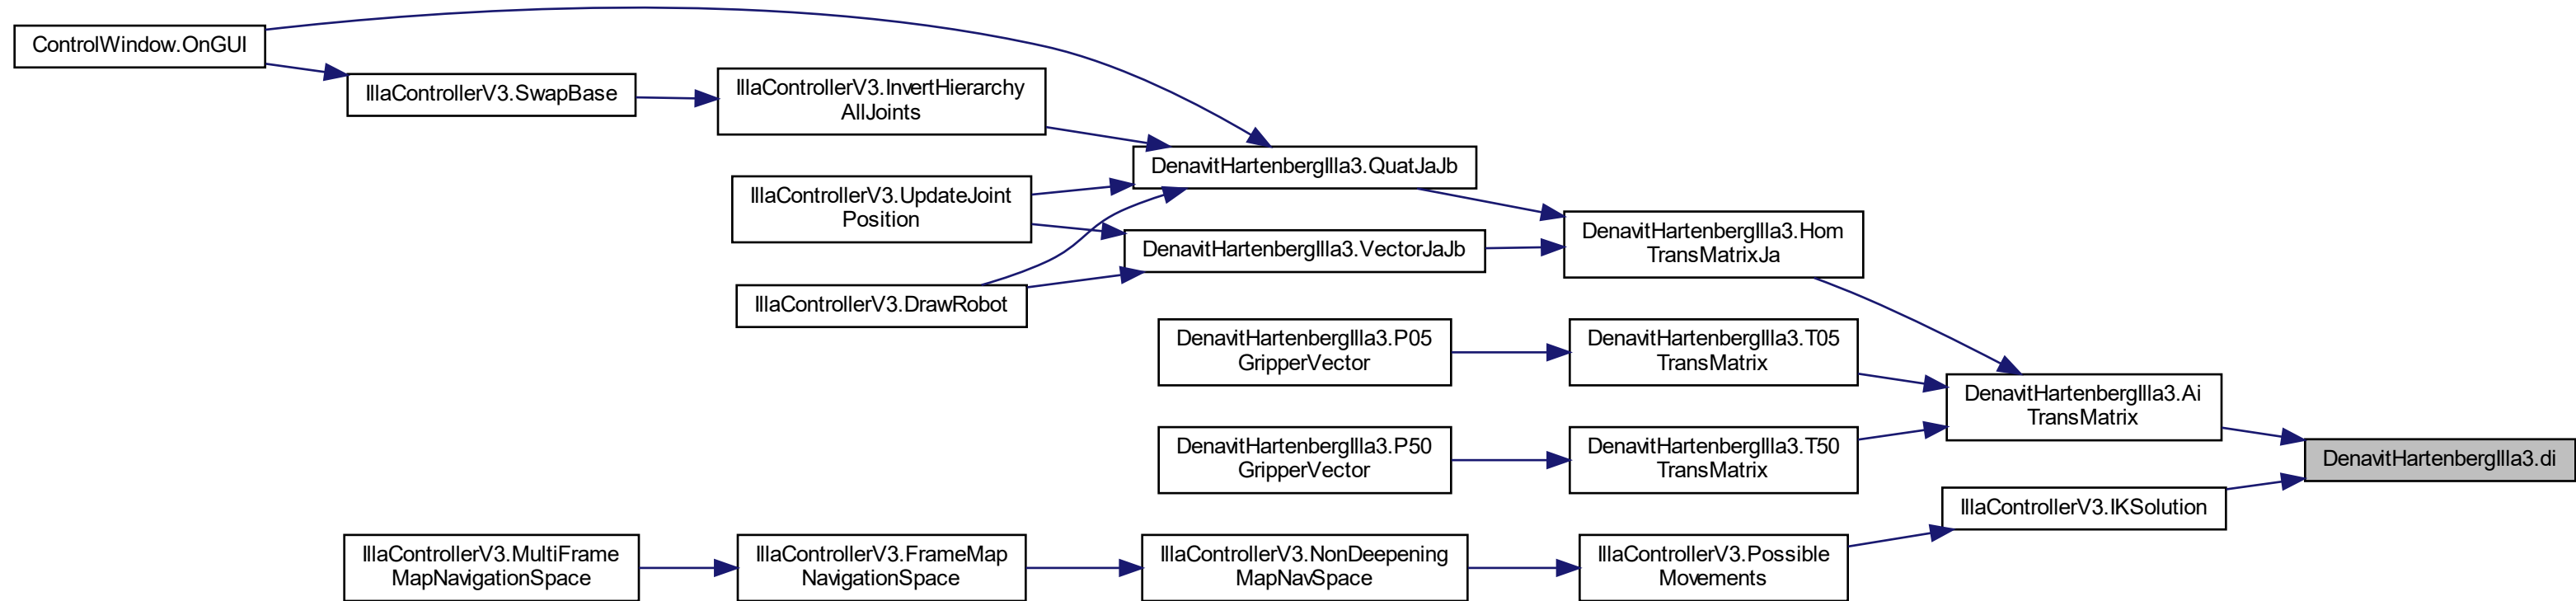 ControlWindow.OnGUI
IllaControllerV3.SwapBase
IllaControllerV3.InvertHierarchy
AllJoints
DenavitHartenbergIlla3.QuatJaJb
IllaControllerV3.UpdateJoint
Position
DenavitHartenbergIlla3.VectorJaJb
DenavitHartenbergIlla3.Hom
TransMatrixJa
IllaControllerV3.DrawRobot
DenavitHartenbergIlla3.P05
GripperVector
DenavitHartenbergIlla3.T05
TransMatrix
DenavitHartenbergIlla3.Ai
TransMatrix
DenavitHartenbergIlla3.P50
GripperVector
DenavitHartenbergIlla3.T50
TransMatrix
DenavitHartenbergIlla3.di
IllaControllerV3.IKSolution
IllaControllerV3.MultiFrame
MapNavigationSpace
IllaControllerV3.FrameMap
NavigationSpace
IllaControllerV3.NonDeepening
MapNavSpace
IllaControllerV3.Possible
Movements